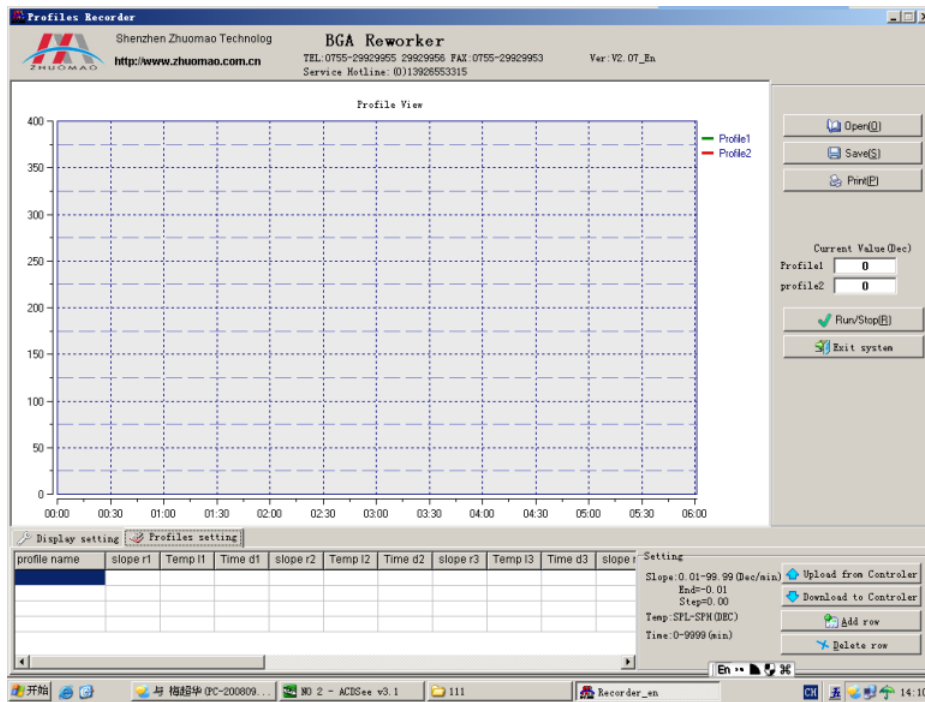 Profiles Recorder
ZHUOMAO
Shenzhen Zhuomao Technolog
http://www.zhuomao.com.cn
BGA Reworker
TEL:0755-29929955 29929956 FAX:0755-29929953
Service Hotline:(0)13926553315
Ver:V2.07_En
Profile View
400
350
300
250
200
150
100
50
0
00:00 00:30 01:00 01:30 02:00 02:30 03:00 03:30 04:00 04:30 05:00 05:30 06:00
Profile1
Profile2
Open(O)
Save(S)
Print(P)
Current Value(Dec)
Profile1 0
profile2 0
Run/Stop(R)
Exit system
Display setting Profiles setting
profile name slope r1 Temp l1 Time d1 slope r2 Temp l2 Time d2 slope r3 Temp l3 Time d3 slope r
Setting
Slope:0.01-99.99(Dec/min)
End=-0.01
Step=0.00
Temp:SPL-SPH(DEC)
Time:0-9999(min)
Upload from Controler
Download to Controler
Add row
Delete row
En
开始
与 梅超华 (PC-200809...
NO 2 - ACDSee v3.1
111
Recorder_en
CH
五
14:10